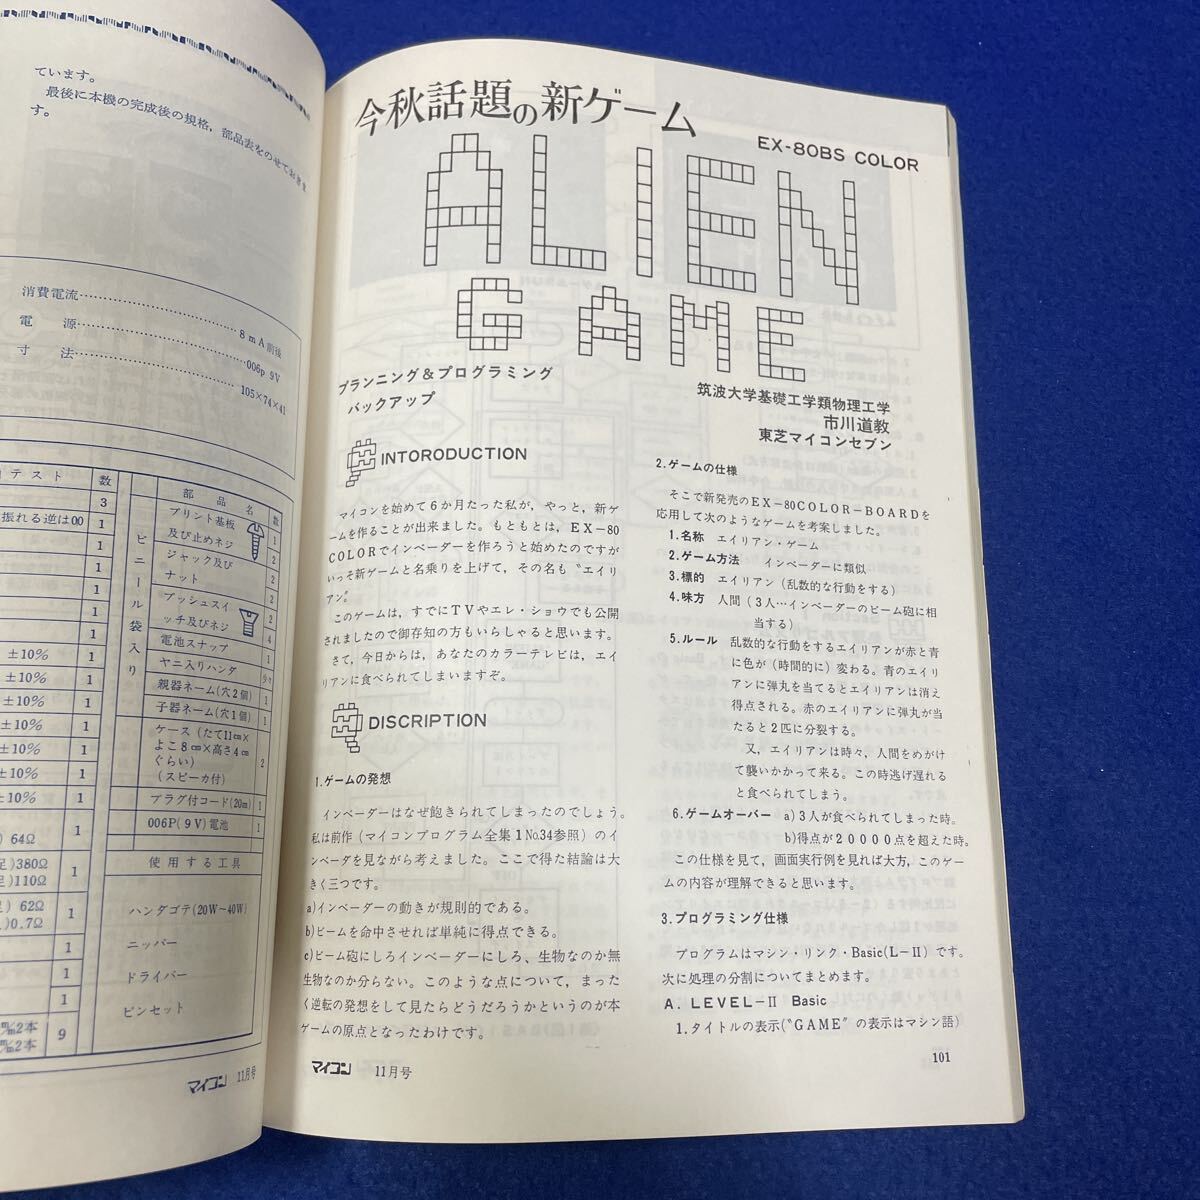 ています。
最後に本機の完成後の規格，部品表をのせておきま
す。
消費電流 8mA前後
電源 006p 9V
寸法 105×74×41
テスト
数
3
振れる逆は00 1
1
1
1
1
1
±10% 1
±10% 1
±10% 1
±10% 1
±10% 1
±10% 1
±10% 1
)64Ω 1
足)380Ω
足)110Ω 1
)62Ω
)0.7Ω 1
1
1
1
2本
2本 9
ビニール袋入り
部品名 数
プリント基板 1
及び止めネジ 2
ジャック及び 2
ナット 2
プッシュスイ 2
ッチ及びネジ 4
電池スナップ 1
ヤニ入りハンダ 少々
親器ネーム(穴2個) 1
子器ネーム(穴1個) 1
ケース(たて11㎝×
よこ8㎝×高さ4㎝
ぐらい)
(スピーカ付) 2
プラグ付コード(20m) 1
006P(9V)電池 1
使用する工具
ハンダゴテ(20W～40W)
ニッパー
ドライバー
ピンセット
マイコン 11月号
今秋話題の新ゲーム
EX-80BS COLOR
ALIEN
GAME
プランニング＆プログラミング
バックアップ
筑波大学基礎工学類物理工学
市川道教
東芝マイコンセブン
INTORODUCTION
マイコンを始めて6か月たった私が，やっと，新ゲ
ームを作ることが出来ました。もともとは，EX－80
COLORでインベーダーを作ろうと始めたのですが
いっそ新ゲームと名乗りを上げて，その名も〝エイリ
アン〟
このゲームは，すでにTVやエレ・ショウでも公開
されましたので御存知の方もいらしゃると思います。
さて，今日からは，あなたのカラーテレビは，エイ
リアンに食べられてしまいますぞ。
DISCRIPTION
1.ゲームの発想
インベーダーはなぜ飽きられてしまったのでしょう。
私は前作(マイコンプログラム全集1 No.34参照)のイ
ンベーダを見ながら考えました。ここで得た結論は大
きく三つです。
a)インベーダーの動きが規則的である。
b)ビームを命中させれば単純に得点できる。
c)ビーム砲にしろインベーダーにしろ、生物なのか無
生物なのか分らない。このような点について，まった
く逆転の発想をして見たらどうだろうかというのが本
ゲームの原点となったわけです。
2.ゲームの仕様
そこで新発売のEX－80COLOR－BOARDを
応用して次のようなゲームを考案しました。
1.名称 エイリアン・ゲーム
2.ゲーム方法 インベーダーに類似
3.標的 エイリアン(乱数的な行動をする)
4.味方 人間(3人…インベーダーのビーム砲に相
当する)
5.ルール 乱数的な行動をするエイリアンが赤と青
に色が(時間的に)変わる。青のエイリ
アンに弾丸を当てるとエイリアンは消え
得点される。赤のエイリアンに弾丸が当
たると2匹に分裂する。
又，エイリアンは時々，人間をめがけ
て襲いかかって来る。この時逃げ遅れる
と食べられてしまう。
6.ゲームオーバー a)3人が食べられてしまった時。
b)得点が20000点を超えた時。
この仕様を見て，画面実行例を見れば大方，このゲー
ムの内容が理解できると思います。
3.プログラミング仕様
プログラムはマシン・リンク・Basic(L－II)です。
次に処理の分割についてまとめます。
A．LEVEL－II Basic
1.タイトルの表示(〝GAME〟の表示はマシン語)
マイコン 11月号
101